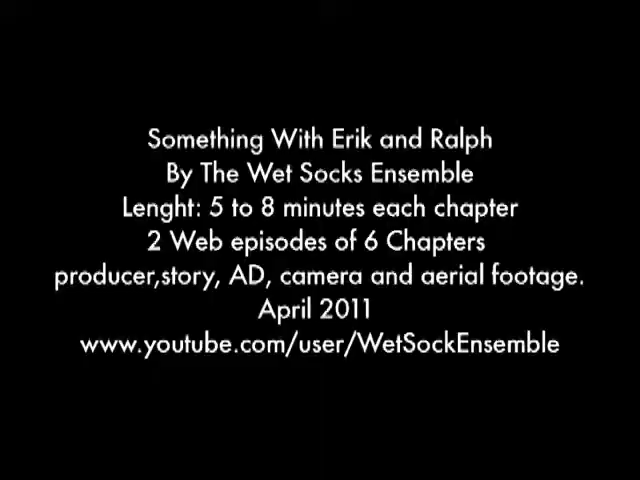 Something With Erik and Ralph
By The Wet Socks Ensemble
Lenght: 5 to 8 minutes each chapter
2 Web episodes of 6 Chapters
producer,story, AD, camera and aerial footage.
April 2011
www.youtube.com/user/WetSockEnsemble